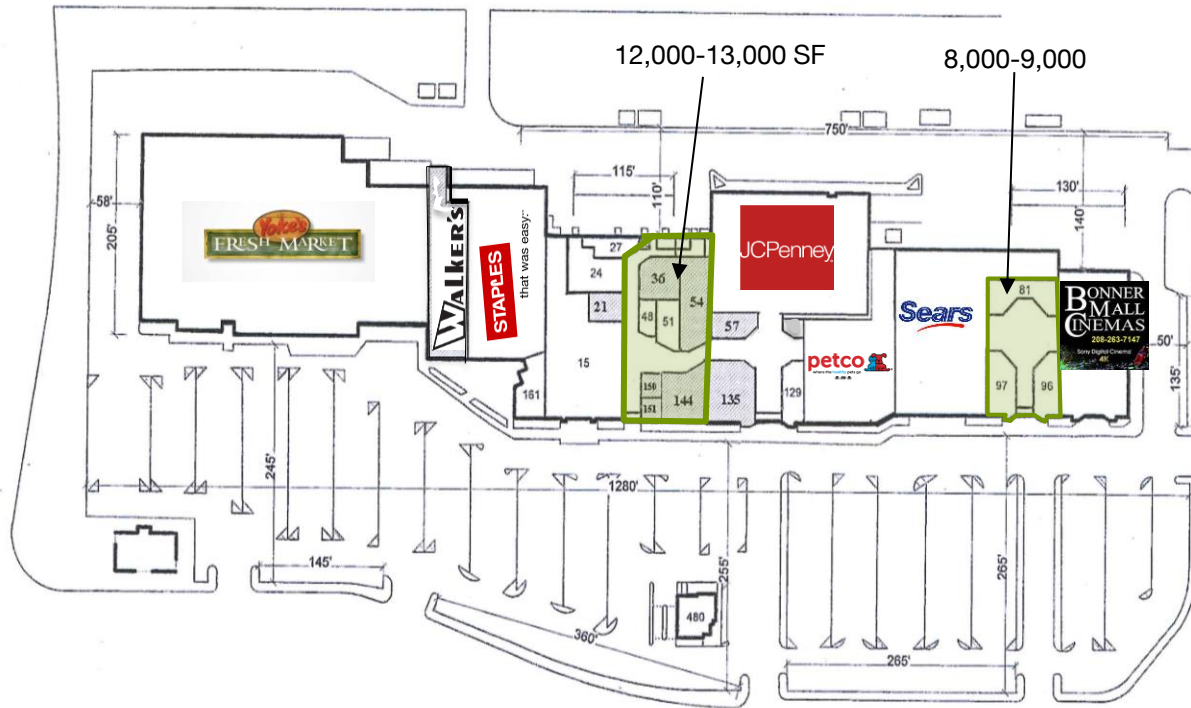 12,000-13,000 SF
8,000-9,000
750'
115'
110'
130'
140'
58'
205'
Yoke's
FRESH MARKET
WALKER'S
STAPLES
that was easy.
27
24
21
15
161
36
54
48
51
150
151
144
57
135
129
JCPenney
petco
Sears
81
97
96
BONNER
MALL
CINEMAS
208-263-7147
Sony Digital Cinema
4K
50'
135'
245'
1280'
145'
255'
265'
480
360'
265'